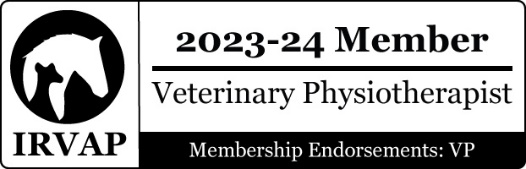 IRVAP
2023-24 Member
Veterinary Physiotherapist
Membership Endorsements: VP